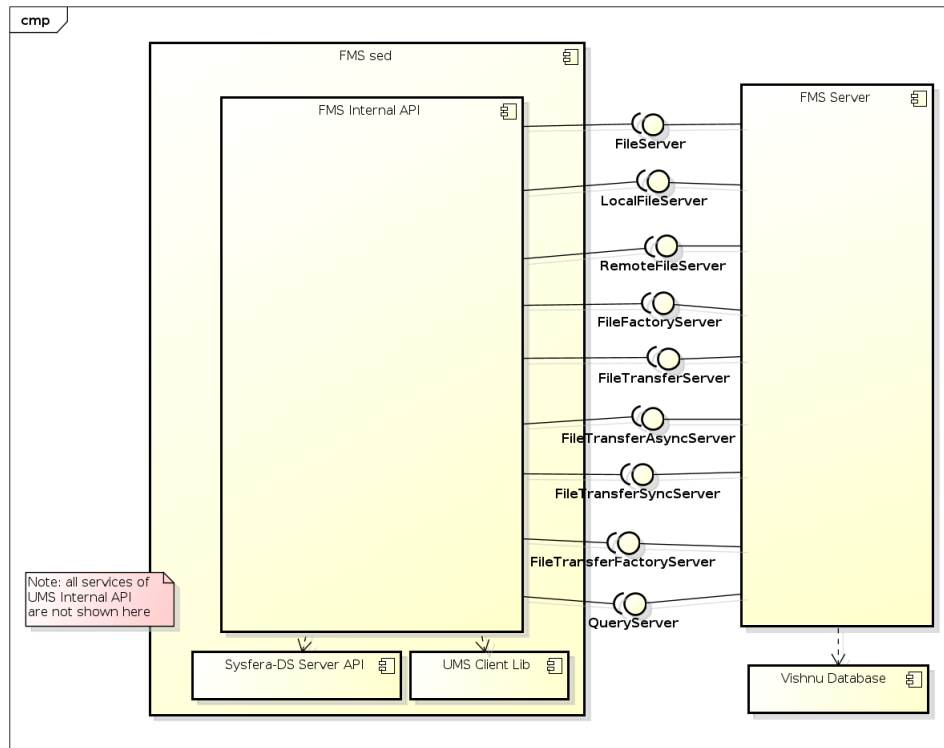 cmp
FMS sed
FMS Internal API
FMS Server
FileServer
LocalFileServer
RemoteFileServer
FileFactoryServer
FileTransferServer
FileTransferAsyncServer
FileTransferSyncServer
FileTransferFactoryServer
QueryServer
Note: all services of
UMS Internal API
are not shown here
Sysfera-DS Server API
UMS Client Lib
Vishnu Database